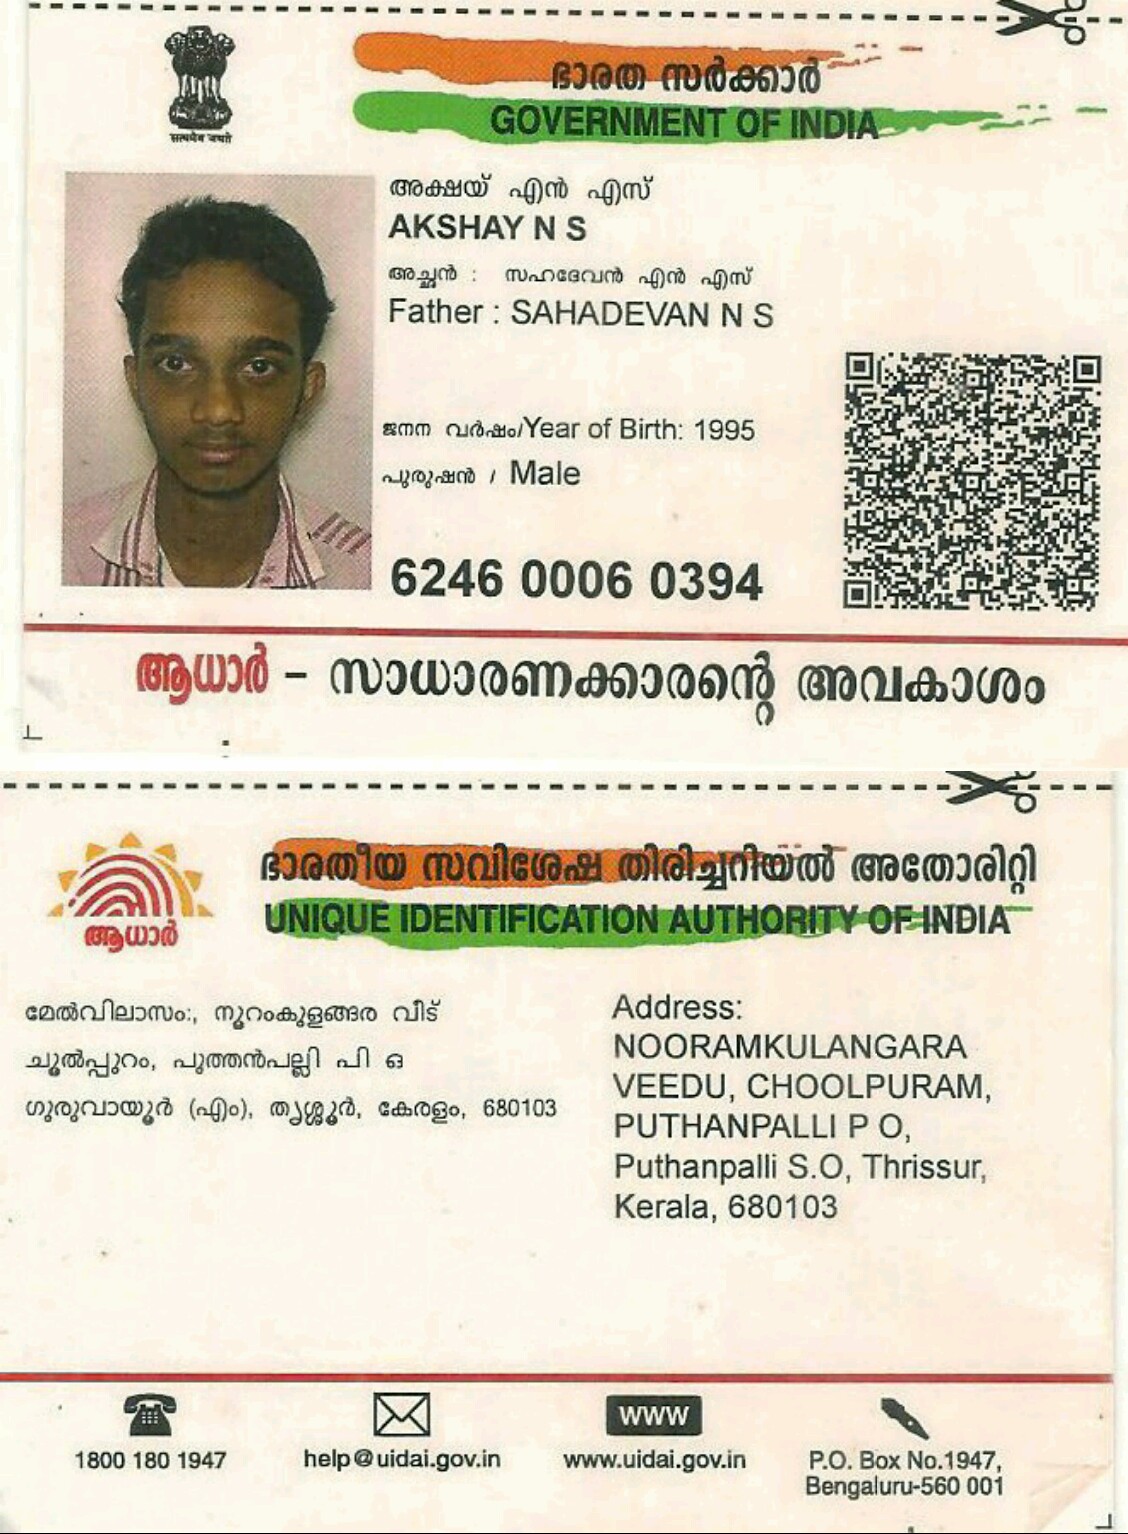 सत्यमेव जयते
ഭാരത സർക്കാർ
GOVERNMENT OF INDIA
അക്ഷയ് എൻ എസ്
AKSHAY N S
അച്ഛൻ : സഹദേവൻ എൻ എസ്
Father : SAHADEVAN N S
ജനന വർഷം/Year of Birth: 1995
പുരുഷൻ / Male
6246 0006 0394
ആധാർ - സാധാരണക്കാരന്റെ അവകാശം
ഭാരതീയ സവിശേഷ തിരിച്ചറിയൽ അതോരിറ്റി
UNIQUE IDENTIFICATION AUTHORITY OF INDIA
ആധാർ
മേൽവിലാസം:, നൂറംകുളങ്ങര വീട്
ചൂൽപ്പുറം, പുത്തൻപല്ലി പി ഒ
ഗുരുവായൂർ (എം), തൃശ്ശൂർ, കേരളം, 680103
Address:
NOORAMKULANGARA
VEEDU, CHOOLPURAM,
PUTHANPALLI P O,
Puthanpalli S.O, Thrissur,
Kerala, 680103
WWW
1800 180 1947
help@uidai.gov.in
www.uidai.gov.in
P.O. Box No.1947,
Bengaluru-560 001